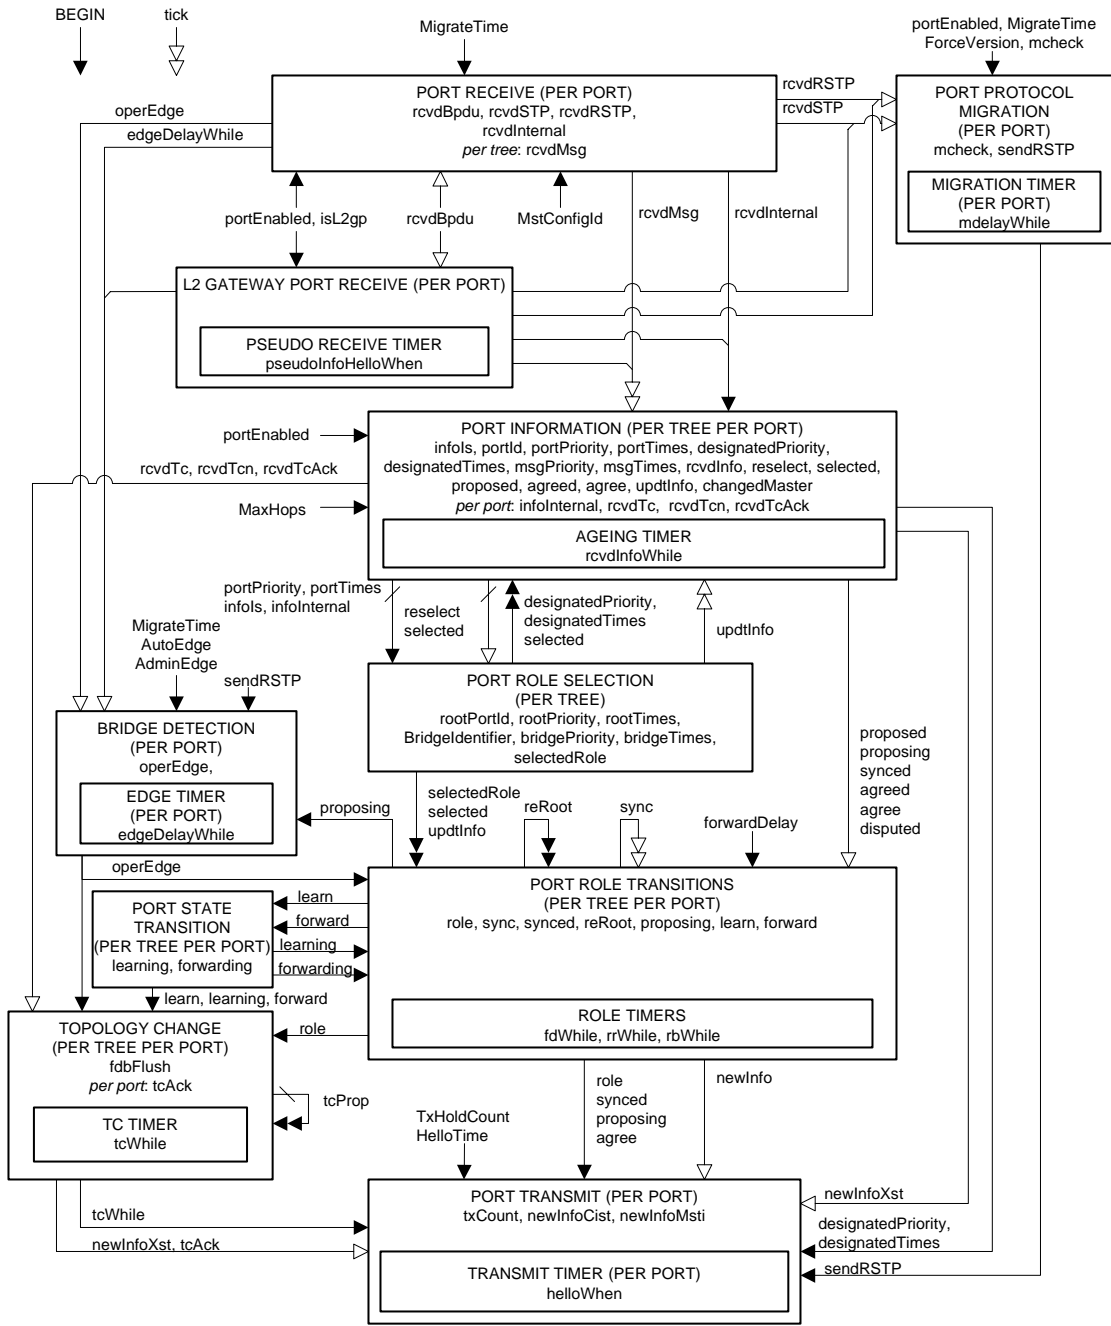 BEGIN
tick
MigrateTime
portEnabled, MigrateTime
ForceVersion, mcheck
PORT RECEIVE (PER PORT)
rcvdBpdu, rcvdSTP, rcvdRSTP,
rcvdInternal
per tree: rcvdMsg
rcvdRSTP
rcvdSTP
PORT PROTOCOL
MIGRATION
(PER PORT)
mcheck, sendRSTP
MIGRATION TIMER
(PER PORT)
mdelayWhile
operEdge
edgeDelayWhile
portEnabled, isL2gp
rcvdBpdu
MstConfigId
rcvdMsg
rcvdInternal
L2 GATEWAY PORT RECEIVE (PER PORT)
PSEUDO RECEIVE TIMER
pseudoInfoHelloWhen
portEnabled
rcvdTc, rcvdTcn, rcvdTcAck
MaxHops
PORT INFORMATION (PER TREE PER PORT)
infoIs, portId, portPriority, portTimes, designatedPriority,
designatedTimes, msgPriority, msgTimes, rcvdInfo, reselect, selected,
proposed, agreed, agree, updtInfo, changedMaster
per port: infoInternal, rcvdTc, rcvdTcn, rcvdTcAck
AGEING TIMER
rcvdInfoWhile
portPriority, portTimes
infoIs, infoInternal
reselect
selected
designatedPriority,
designatedTimes
selected
updtInfo
MigrateTime
AutoEdge
AdminEdge
sendRSTP
PORT ROLE SELECTION
(PER TREE)
rootPortId, rootPriority, rootTimes,
BridgeIdentifier, bridgePriority, bridgeTimes,
selectedRole
BRIDGE DETECTION
(PER PORT)
operEdge,
EDGE TIMER
(PER PORT)
edgeDelayWhile
proposing
selectedRole
selected
updtInfo
reRoot
sync
forwardDelay
proposed
proposing
synced
agreed
agree
disputed
operEdge
PORT ROLE TRANSITIONS
(PER TREE PER PORT)
role, sync, synced, reRoot, proposing, learn, forward
ROLE TIMERS
fdWhile, rrWhile, rbWhile
PORT STATE
TRANSITION
(PER TREE PER PORT)
learning, forwarding
learn
forward
learning
forwarding
learn, learning, forward
TOPOLOGY CHANGE
(PER TREE PER PORT)
fdbFlush
per port: tcAck
TC TIMER
tcWhile
role
tcProp
role
synced
proposing
agree
newInfo
TxHoldCount
HelloTime
PORT TRANSMIT (PER PORT)
txCount, newInfoCist, newInfoMsti
TRANSMIT TIMER (PER PORT)
helloWhen
tcWhile
newInfoXst, tcAck
newInfoXst
designatedPriority,
designatedTimes
sendRSTP